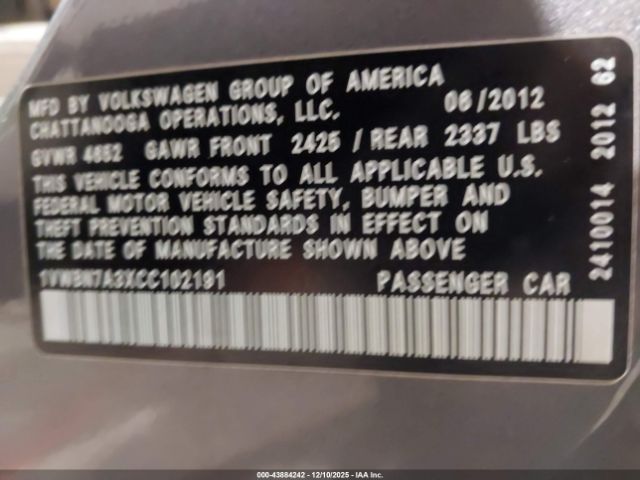 MFD BY VOLKSWAGEN GROUP OF AMERICA
CHATTANOOGA OPERATIONS, LLC. 06/2012
GVWR 4652 GAWR FRONT 2425 / REAR 2337 LBS
THIS VEHICLE CONFORMS TO ALL APPLICABLE U.S.
FEDERAL MOTOR VEHICLE SAFETY, BUMPER AND
THEFT PREVENTION STANDARDS IN EFFECT ON
THE DATE OF MANUFACTURE SHOWN ABOVE
1VWBN7A3XCC102191 PASSENGER CAR
2410014 2012 62
000-43884242 - 12/10/2025 - IAA Inc.